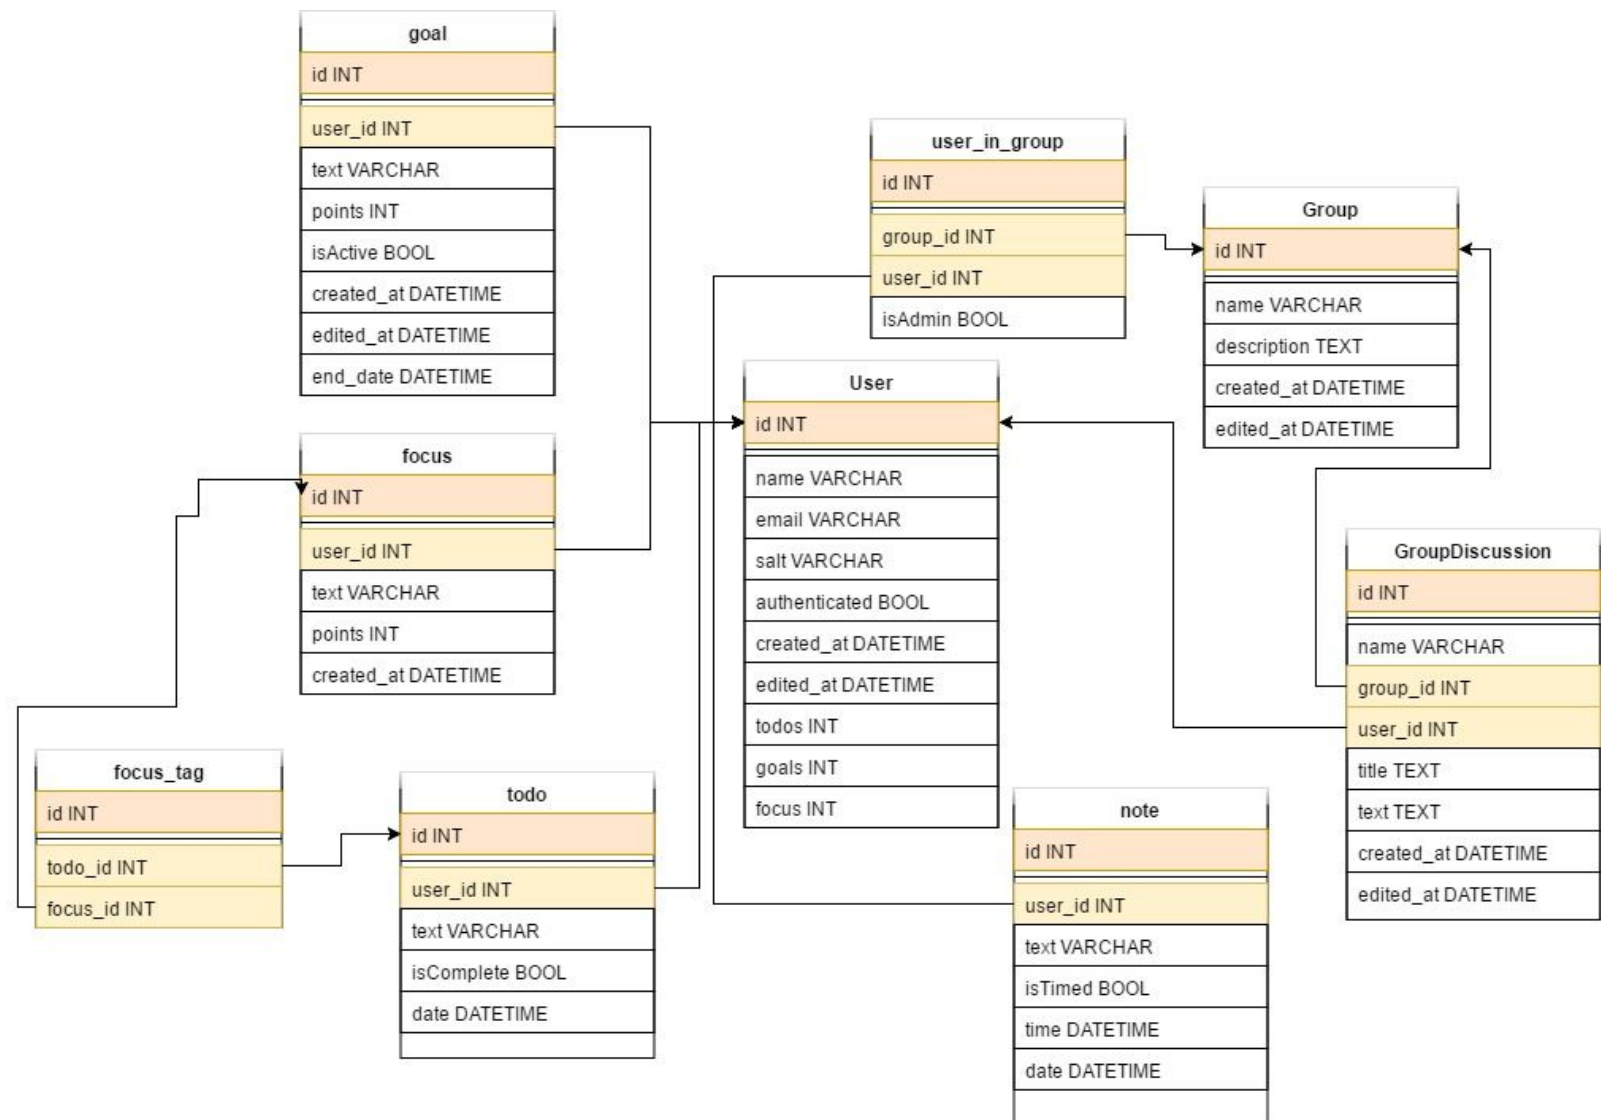 goal
id INT
user_id INT
text VARCHAR
points INT
isActive BOOL
created_at DATETIME
edited_at DATETIME
end_date DATETIME
focus
id INT
user_id INT
text VARCHAR
points INT
created_at DATETIME
focus_tag
id INT
todo_id INT
focus_id INT
todo
id INT
user_id INT
text VARCHAR
isComplete BOOL
date DATETIME
user_in_group
id INT
group_id INT
user_id INT
isAdmin BOOL
User
id INT
name VARCHAR
email VARCHAR
salt VARCHAR
authenticated BOOL
created_at DATETIME
edited_at DATETIME
todos INT
goals INT
focus INT
Group
id INT
name VARCHAR
description TEXT
created_at DATETIME
edited_at DATETIME
GroupDiscussion
id INT
name VARCHAR
group_id INT
user_id INT
title TEXT
text TEXT
created_at DATETIME
edited_at DATETIME
note
id INT
user_id INT
text VARCHAR
isTimed BOOL
time DATETIME
date DATETIME